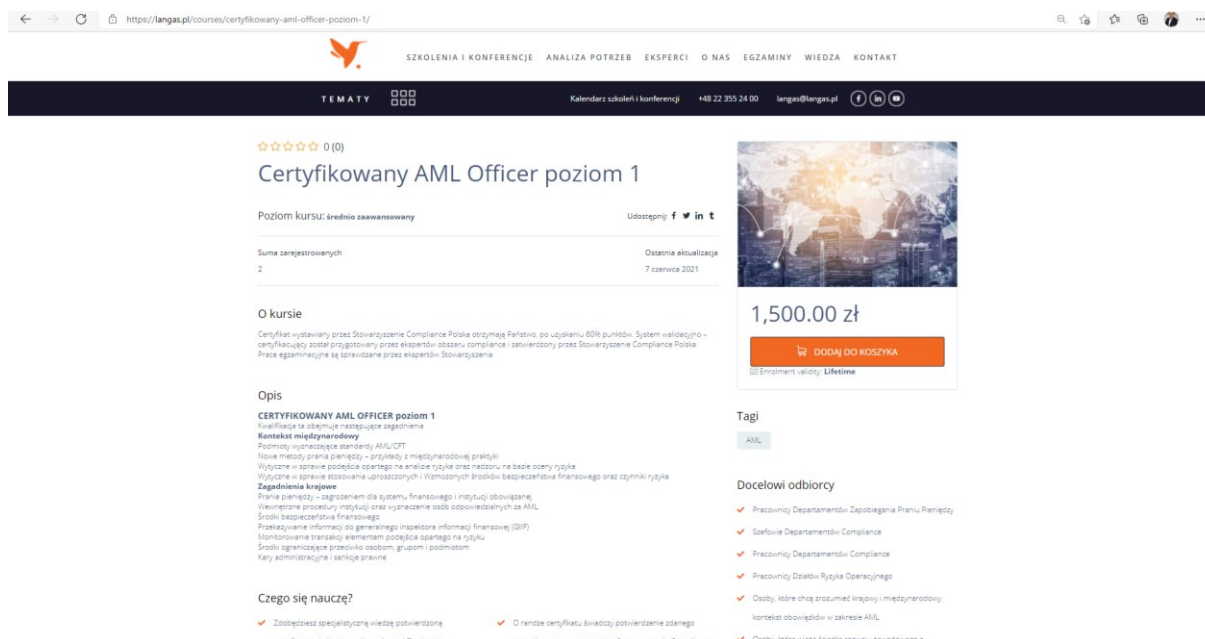 https://langas.pl/courses/certyfikowany-aml-officer-poziom-1/
SZKOLENIA I KONFERENCJE ANALIZA POTRZEB EKSPERCI O NAS EGZAMINY WIEDZA KONTAKT
TEMATY Kalendarz szkoleń i konferencji +48 22 355 24 00 langas@langas.pl
0 (0)
Certyfikowany AML Officer poziom 1
Poziom kursu: średnio zaawansowany Udostępnij:
Suma zarejestrowanych Ostatnia aktualizacja
2 7 czerwca 2021
O kursie
Certyfikat wystawiany przez Stowarzyszenie Compliance Polska otrzymają Państwo, po uzyskaniu 60% punktów. System walidacyjno –
certyfikacujący został przygotowany przez ekspertów obszaru compliance i zatwierdzony przez Stowarzyszenie Compliance Polska.
Prace egzaminacyjne są sprawdzane przez ekspertów Stowarzyszenia
Opis
CERTYFIKOWANY AML OFFICER poziom 1
Kwalifikacja ta obejmuje następujące zagadnienia
Kontekst międzynarodowy
Podmioty wyznaczające standardy AML/CFT
Nowe metody prania pieniędzy – przykłady z międzynarodowej praktyki
Wytyczne w sprawie podejścia opartego na analizie ryzyka oraz nadzoru na bazie oceny ryzyka
Wytyczne w sprawie stosowania uproszczonych i Wzmożonych środków bezpieczeństwa finansowego oraz czynniki ryzyka
Zagadnienia krajowe
Pranie pieniędzy – zagrożeniem dla systemu finansowego i instytucji obowiązanej
Wewnętrzne procedury instytucji oraz wyznaczenie osób odpowiedzialnych za AML
Środki bezpieczeństwa finansowego
Przekazywanie informacji do generalnego inspektora informacji finansowej (GIIF)
Monitorowanie transakcji elementem podejścia opartego na ryzyku
Środki ograniczające przeciwko osobom, grupom i podmiotom
Kary administracyjne i sankcje prawne
Czego się nauczę?
Zdobędziesz specjalistyczną wiedzę potwierdzoną
O randze certyfikatu świadczy potwierdzenie zdanego
1,500.00 zł
DODAJ DO KOSZYKA
Enrolment validity: Lifetime
Tagi
AML
Docelowi odbiorcy
Pracownicy Departamentów Zapobiegania Praniu Pieniędzy
Szefowie Departamentów Compliance
Pracownicy Departamentów Compliance
Pracownicy Działów Ryzyka Operacyjnego
Osoby, które chcą zrozumieć krajowy i międzynarodowy
kontekst obowiązków w zakresie AML